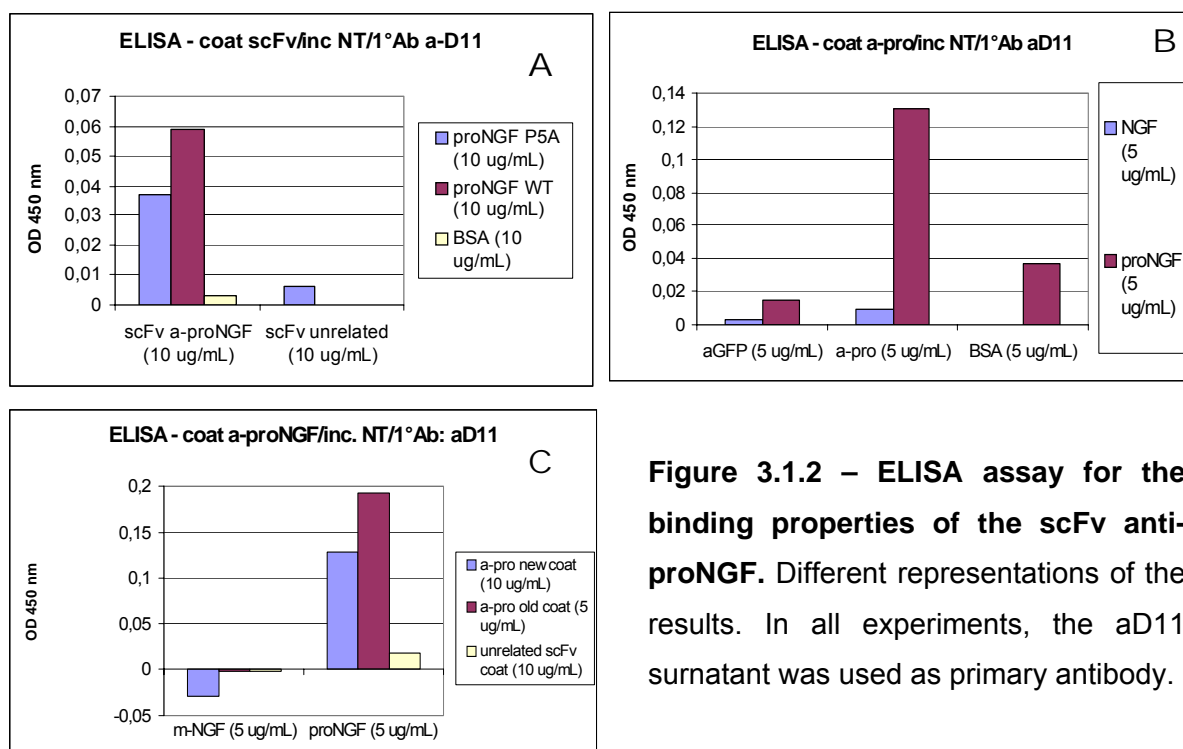 ELISA - coat scFv/inc NT/1°Ab a-D11
A
0,07
0,06
0,05
0,04
0,03
0,02
0,01
0
OD 450 nm
scFv a-proNGF
(10 ug/mL)
scFv unrelated
(10 ug/mL)
proNGF P5A
(10 ug/mL)
proNGF WT
(10 ug/mL)
BSA (10
ug/mL)
ELISA - coat a-pro/inc NT/1°Ab aD11
B
0,14
0,12
0,1
0,08
0,06
0,04
0,02
0
OD 450 nm
aGFP (5 ug/mL)
a-pro (5 ug/mL)
BSA (5 ug/mL)
NGF
(5
ug/mL)
proNGF
(5
ug/mL)
ELISA - coat a-proNGF/inc. NT/1°Ab: aD11
C
0,2
0,15
0,1
0,05
0
-0,05
OD 450 nm
m-NGF (5 ug/mL)
proNGF (5 ug/mL)
a-pro new coat
(10 ug/mL)
a-pro old coat (5
ug/mL)
unrelated scFv
coat (10 ug/mL)
Figure 3.1.2 – ELISA assay for the
binding properties of the scFv anti-
proNGF. Different representations of the
results. In all experiments, the aD11
surnatant was used as primary antibody.